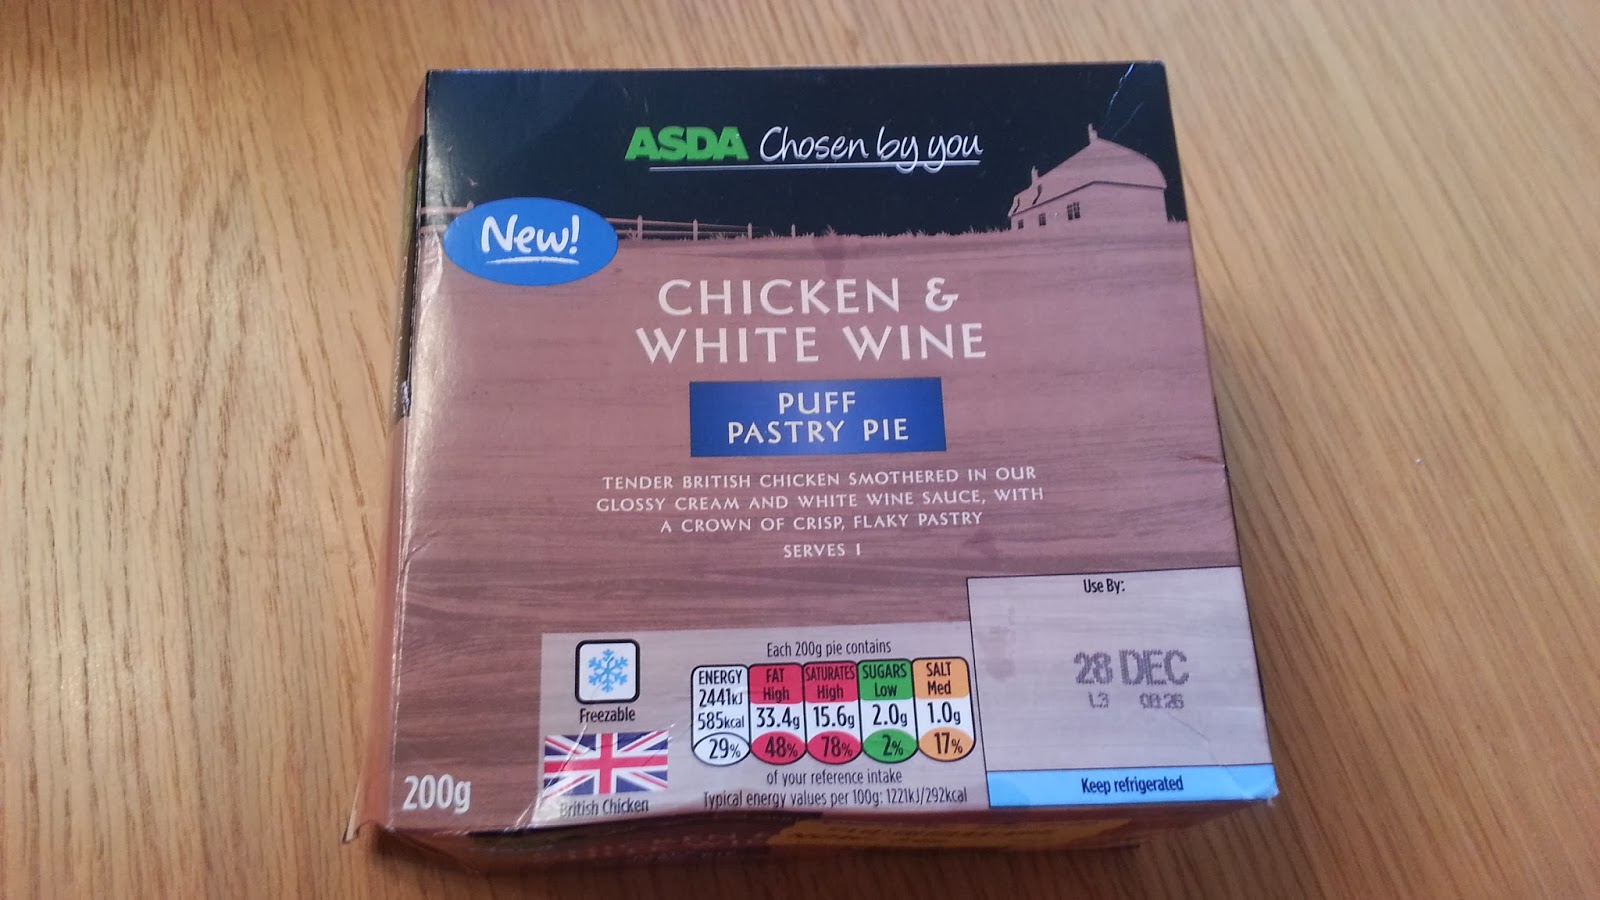 ASDA Chosen by you
New!
CHICKEN &
WHITE WINE
PUFF
PASTRY PIE
TENDER BRITISH CHICKEN SMOTHERED IN OUR
GLOSSY CREAM AND WHITE WINE SAUCE, WITH
A CROWN OF CRISP, FLAKY PASTRY
SERVES 1
Use By:
28 DEC
L3 08:26
Keep refrigerated
Each 200g pie contains
ENERGY FAT SATURATES SUGARS SALT
2441kJ High High Low Med
585kcal 33.4g 15.6g 2.0g 1.0g
29% 48% 78% 2% 17%
of your reference intake
Typical energy values per 100g: 1221kJ/292kcal
Freezable
British Chicken
200g